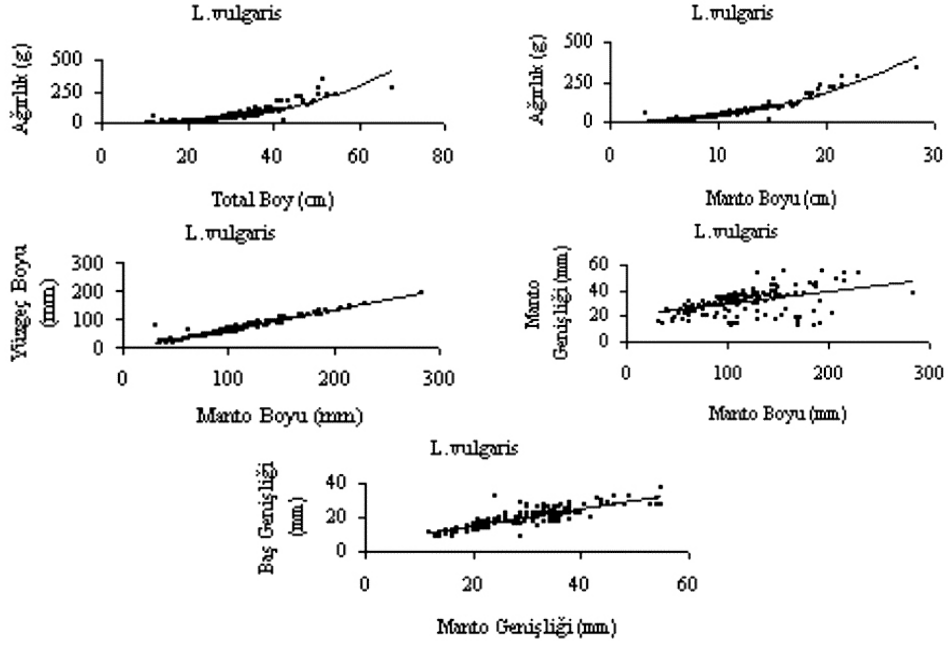 L.vulgaris
Ağırlık (g)
500
250
0
0 20 40 60 80
Total Boy (cm)
L.vulgaris
Ağırlık (g)
500
250
0
0 10 20 30
Manto Boyu (cm)
L.vulgaris
Yüzgeç Boyu
(mm)
300
200
100
0
0 100 200 300
Manto Boyu (mm)
L.vulgaris
Manto
Genişliği (mm)
60
40
20
0
0 100 200 300
Manto Boyu (mm)
L.vulgaris
Baş Genişliği
(mm)
40
20
0
0 20 40 60
Manto Genişliği (mm)